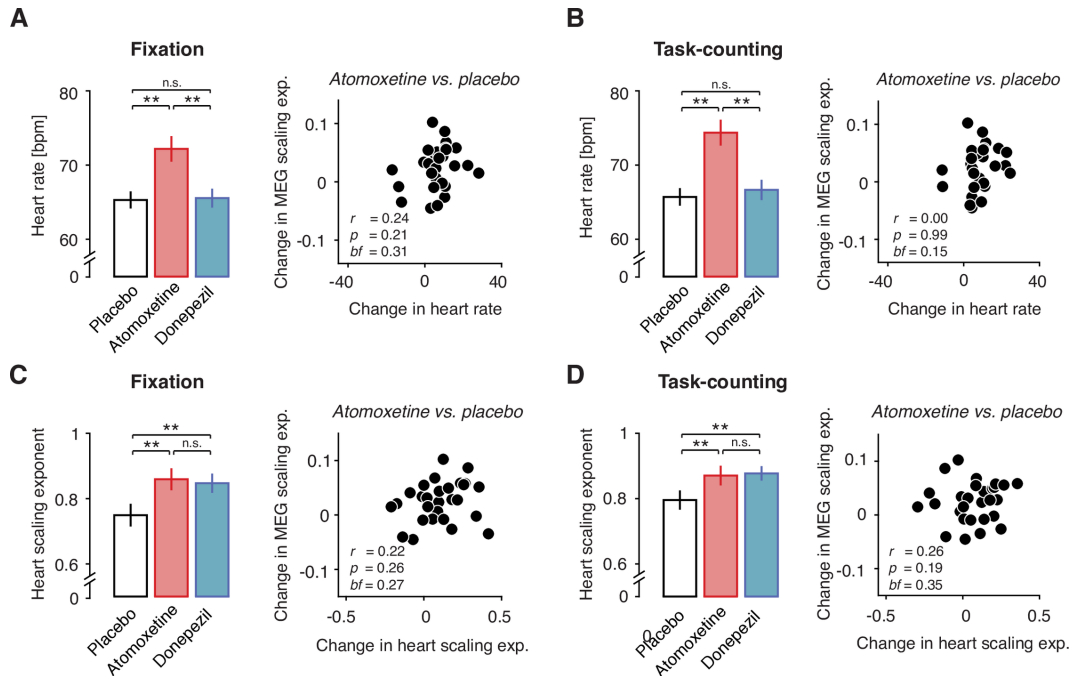 A
Fixation
Heart rate [bpm]
80
70
60
0
n.s.
** **
Placebo
Atomoxetine
Donepezil
Atomoxetine vs. placebo
Change in MEG scaling exp.
0.1
0
-0.1
r = 0.24
p = 0.21
bf = 0.31
-40 0 40
Change in heart rate
B
Task-counting
Heart rate [bpm]
80
70
60
0
n.s.
** **
Placebo
Atomoxetine
Donepezil
Atomoxetine vs. placebo
Change in MEG scaling exp.
0.1
0
-0.1
r = 0.00
p = 0.99
bf = 0.15
-40 0 40
Change in heart rate
C
Fixation
Heart scaling exponent
1
0.8
0.6
0
**
** n.s.
Placebo
Atomoxetine
Donepezil
Atomoxetine vs. placebo
Change in MEG scaling exp.
0.1
0
-0.1
r = 0.22
p = 0.26
bf = 0.27
-0.5 0 0.5
Change in heart scaling exp.
D
Task-counting
Heart scaling exponent
1
0.8
0.6
0
**
** n.s.
Placebo
Atomoxetine
Donepezil
Atomoxetine vs. placebo
Change in MEG scaling exp.
0.1
0
-0.1
r = 0.26
p = 0.19
bf = 0.35
-0.5 0 0.5
Change in heart scaling exp.